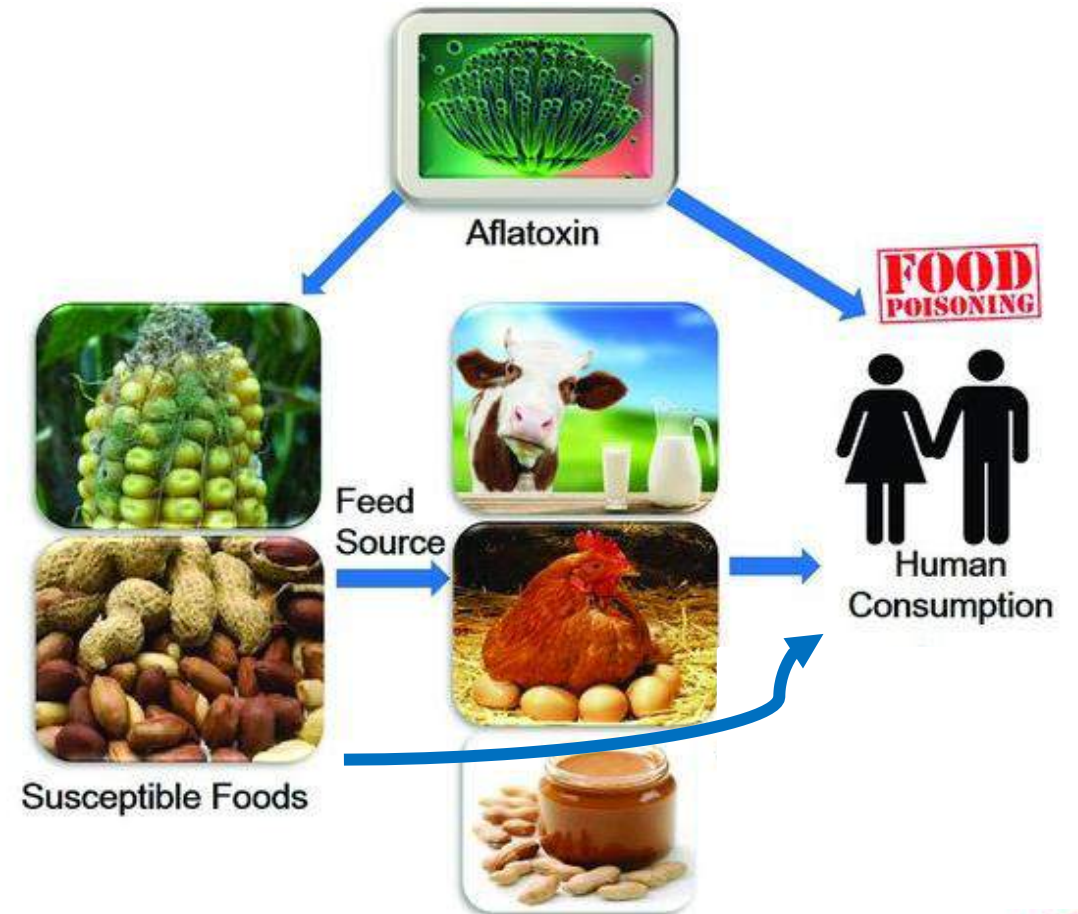 Aflatoxin
FOOD
POISONING
Feed
Source
Human
Consumption
Susceptible Foods